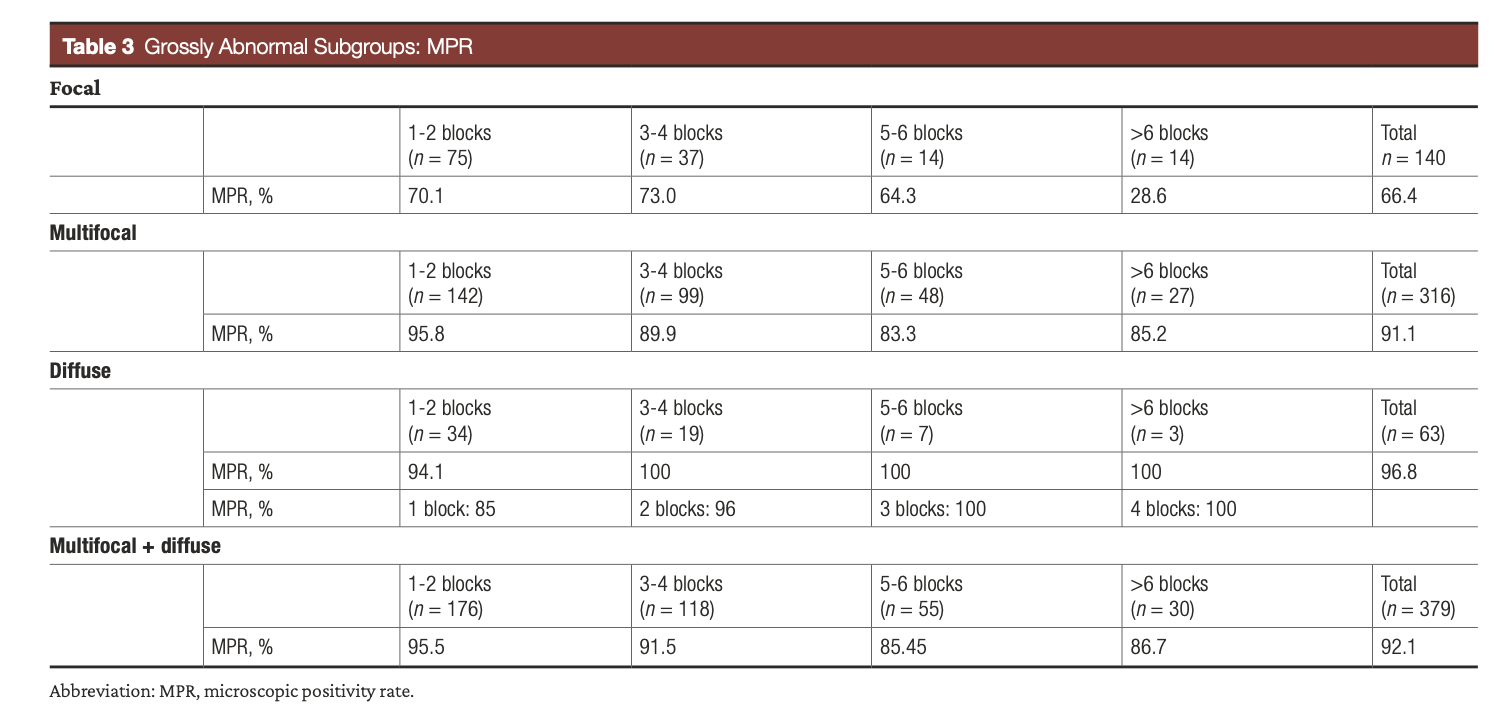 Table 3 Grossly Abnormal Subgroups: MPR
Focal
1-2 blocks 3-4 blocks 5-6 blocks >6 blocks Total
(n = 75) (n = 37) (n = 14) (n = 14) n = 140
MPR, % 70.1 73.0 64.3 28.6 66.4
Multifocal
1-2 blocks 3-4 blocks 5-6 blocks >6 blocks Total
(n = 142) (n = 99) (n = 48) (n = 27) (n = 316)
MPR, % 95.8 89.9 83.3 85.2 91.1
Diffuse
1-2 blocks 3-4 blocks 5-6 blocks >6 blocks Total
(n = 34) (n = 19) (n = 7) (n = 3) (n = 63)
MPR, % 94.1 100 100 100 96.8
MPR, % 1 block: 85 2 blocks: 96 3 blocks: 100 4 blocks: 100
Multifocal + diffuse
1-2 blocks 3-4 blocks 5-6 blocks >6 blocks Total
(n = 176) (n = 118) (n = 55) (n = 30) (n = 379)
MPR, % 95.5 91.5 85.45 86.7 92.1
Abbreviation: MPR, microscopic positivity rate.